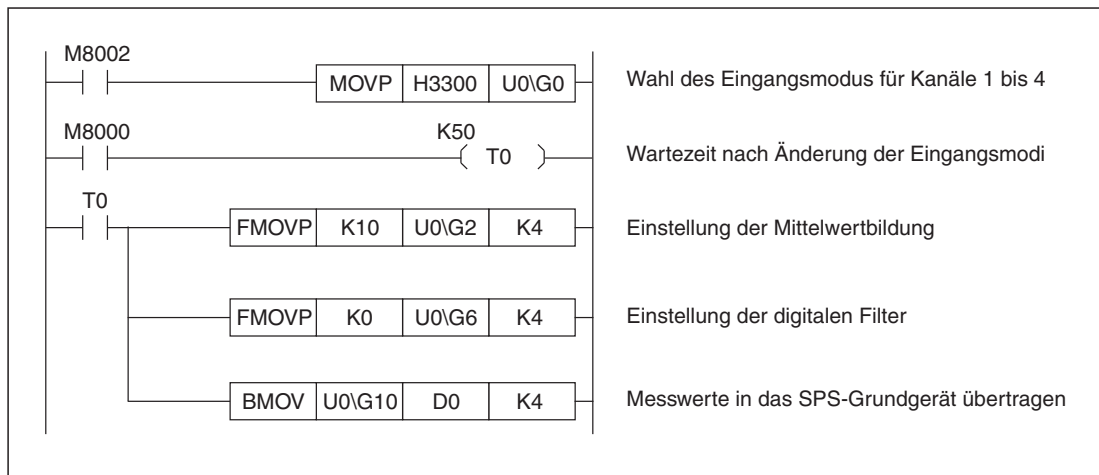 M8002
MOVP H3300 U0\G0 Wahl des Eingangsmodus für Kanäle 1 bis 4
M8000 K50
T0 Wartezeit nach Änderung der Eingangsmodi
T0
FMOVP K10 U0\G2 K4 Einstellung der Mittelwertbildung
FMOVP K0 U0\G6 K4 Einstellung der digitalen Filter
BMOV U0\G10 D0 K4 Messwerte in das SPS-Grundgerät übertragen